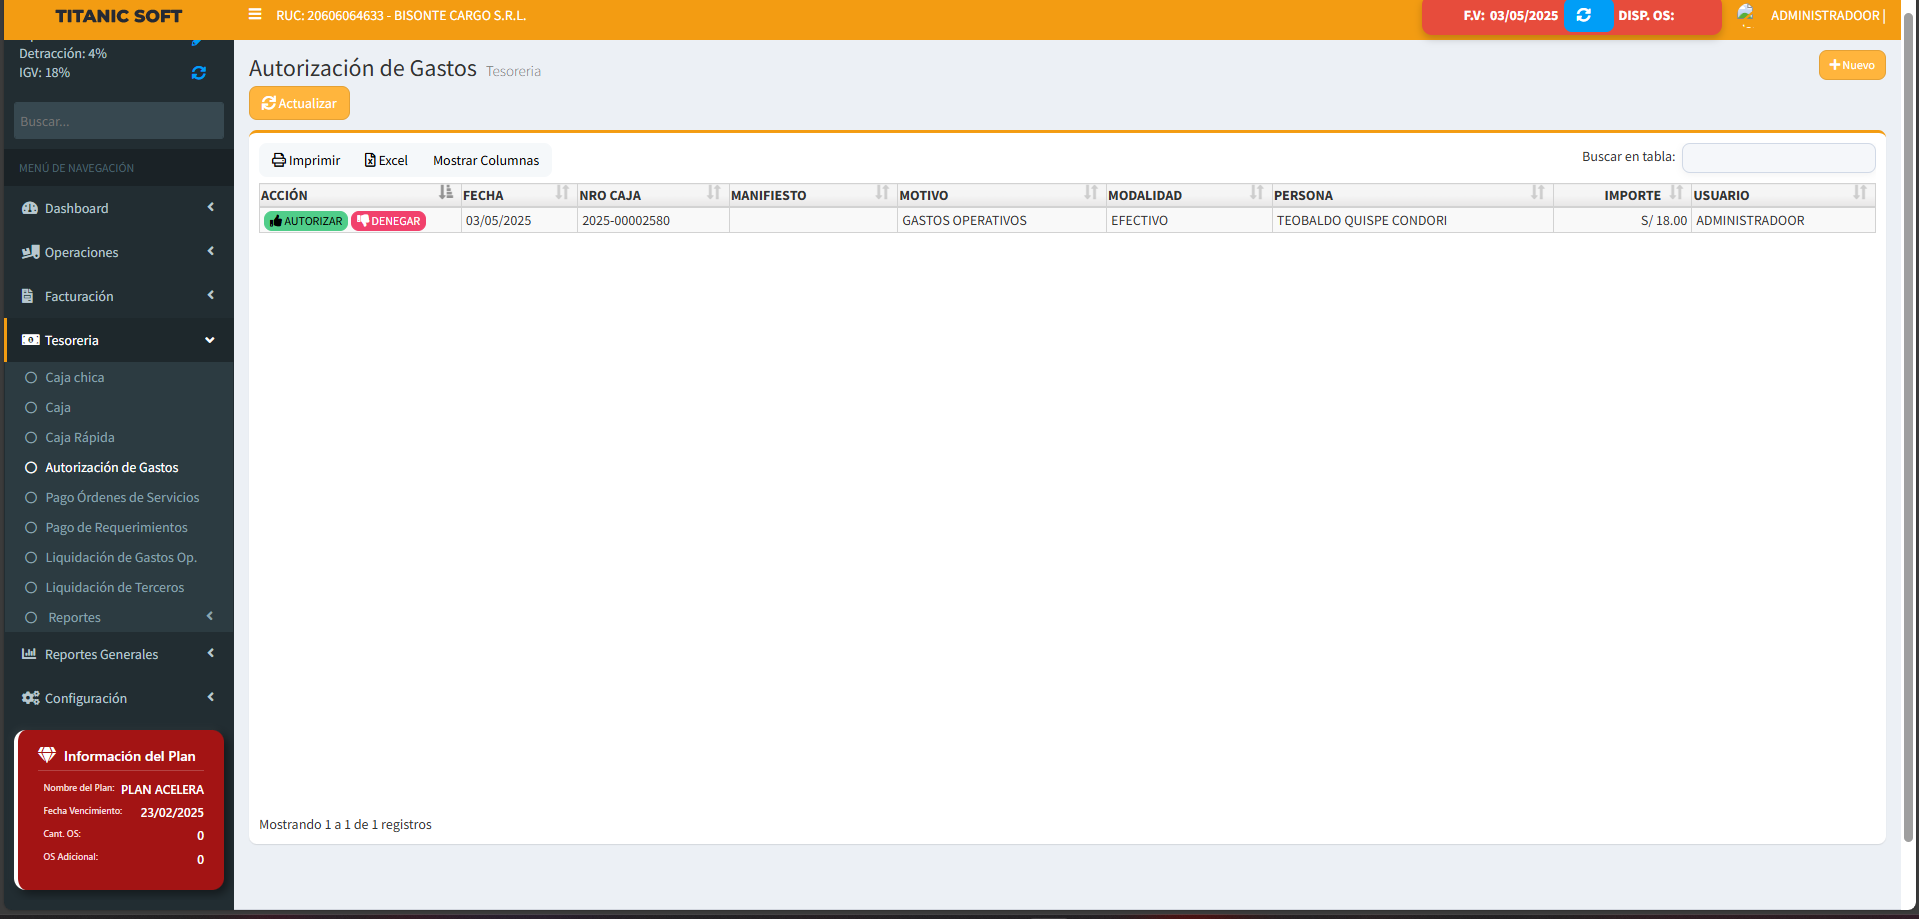 TITANIC SOFT
RUC: 20606064633 - BISONTE CARGO S.R.L.
F.V: 03/05/2025
DISP. OS:
ADMINISTRADOOR |
Detracción: 4%
IGV: 18%
Buscar...
MENÚ DE NAVEGACIÓN
Dashboard
Operaciones
Facturación
Tesoreria
Caja chica
Caja
Caja Rápida
Autorización de Gastos
Pago Órdenes de Servicios
Pago de Requerimientos
Liquidación de Gastos Op.
Liquidación de Terceros
Reportes
Reportes Generales
Configuración
Información del Plan
Nombre del Plan: PLAN ACELERA
Fecha Vencimiento: 23/02/2025
Cant. OS: 0
OS Adicional: 0
Autorización de Gastos Tesoreria
Nuevo
Actualizar
Imprimir Excel Mostrar Columnas
Buscar en tabla:
ACCIÓN FECHA NRO CAJA MANIFIESTO MOTIVO MODALIDAD PERSONA IMPORTE USUARIO
AUTORIZAR DENEGAR 03/05/2025 2025-00002580 GASTOS OPERATIVOS EFECTIVO TEOBALDO QUISPE CONDORI S/ 18.00 ADMINISTRADOOR
Mostrando 1 a 1 de 1 registros